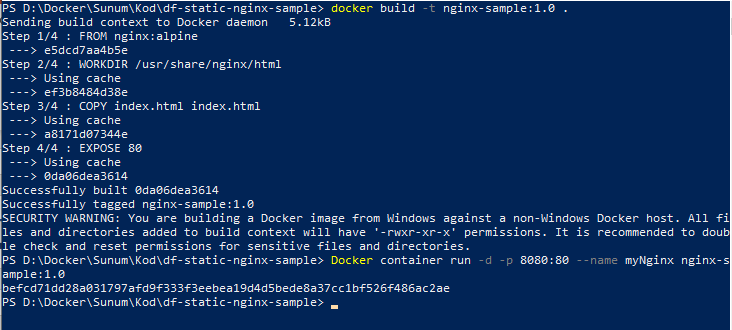 PS D:\Docker\Sunum\Kod\df-static-nginx-sample> docker build -t nginx-sample:1.0 .
Sending build context to Docker daemon   5.12kB
Step 1/4 : FROM nginx:alpine
 ---> e5dcd7aa4b5e
Step 2/4 : WORKDIR /usr/share/nginx/html
 ---> Using cache
 ---> ef3b8484d38e
Step 3/4 : COPY index.html index.html
 ---> Using cache
 ---> a8171d07344e
Step 4/4 : EXPOSE 80
 ---> Using cache
 ---> 0da06dea3614
Successfully built 0da06dea3614
Successfully tagged nginx-sample:1.0
SECURITY WARNING: You are building a Docker image from Windows against a non-Windows Docker host. All fi
les and directories added to build context will have '-rwxr-xr-x' permissions. It is recommended to doub
le check and reset permissions for sensitive files and directories.
PS D:\Docker\Sunum\Kod\df-static-nginx-sample> Docker container run -d -p 8080:80 --name myNginx nginx-s
ample:1.0
befcd71dd28a031797afd9f333f3eebea19d4d5bede8a37cc1bf526f486ac2ae
PS D:\Docker\Sunum\Kod\df-static-nginx-sample>